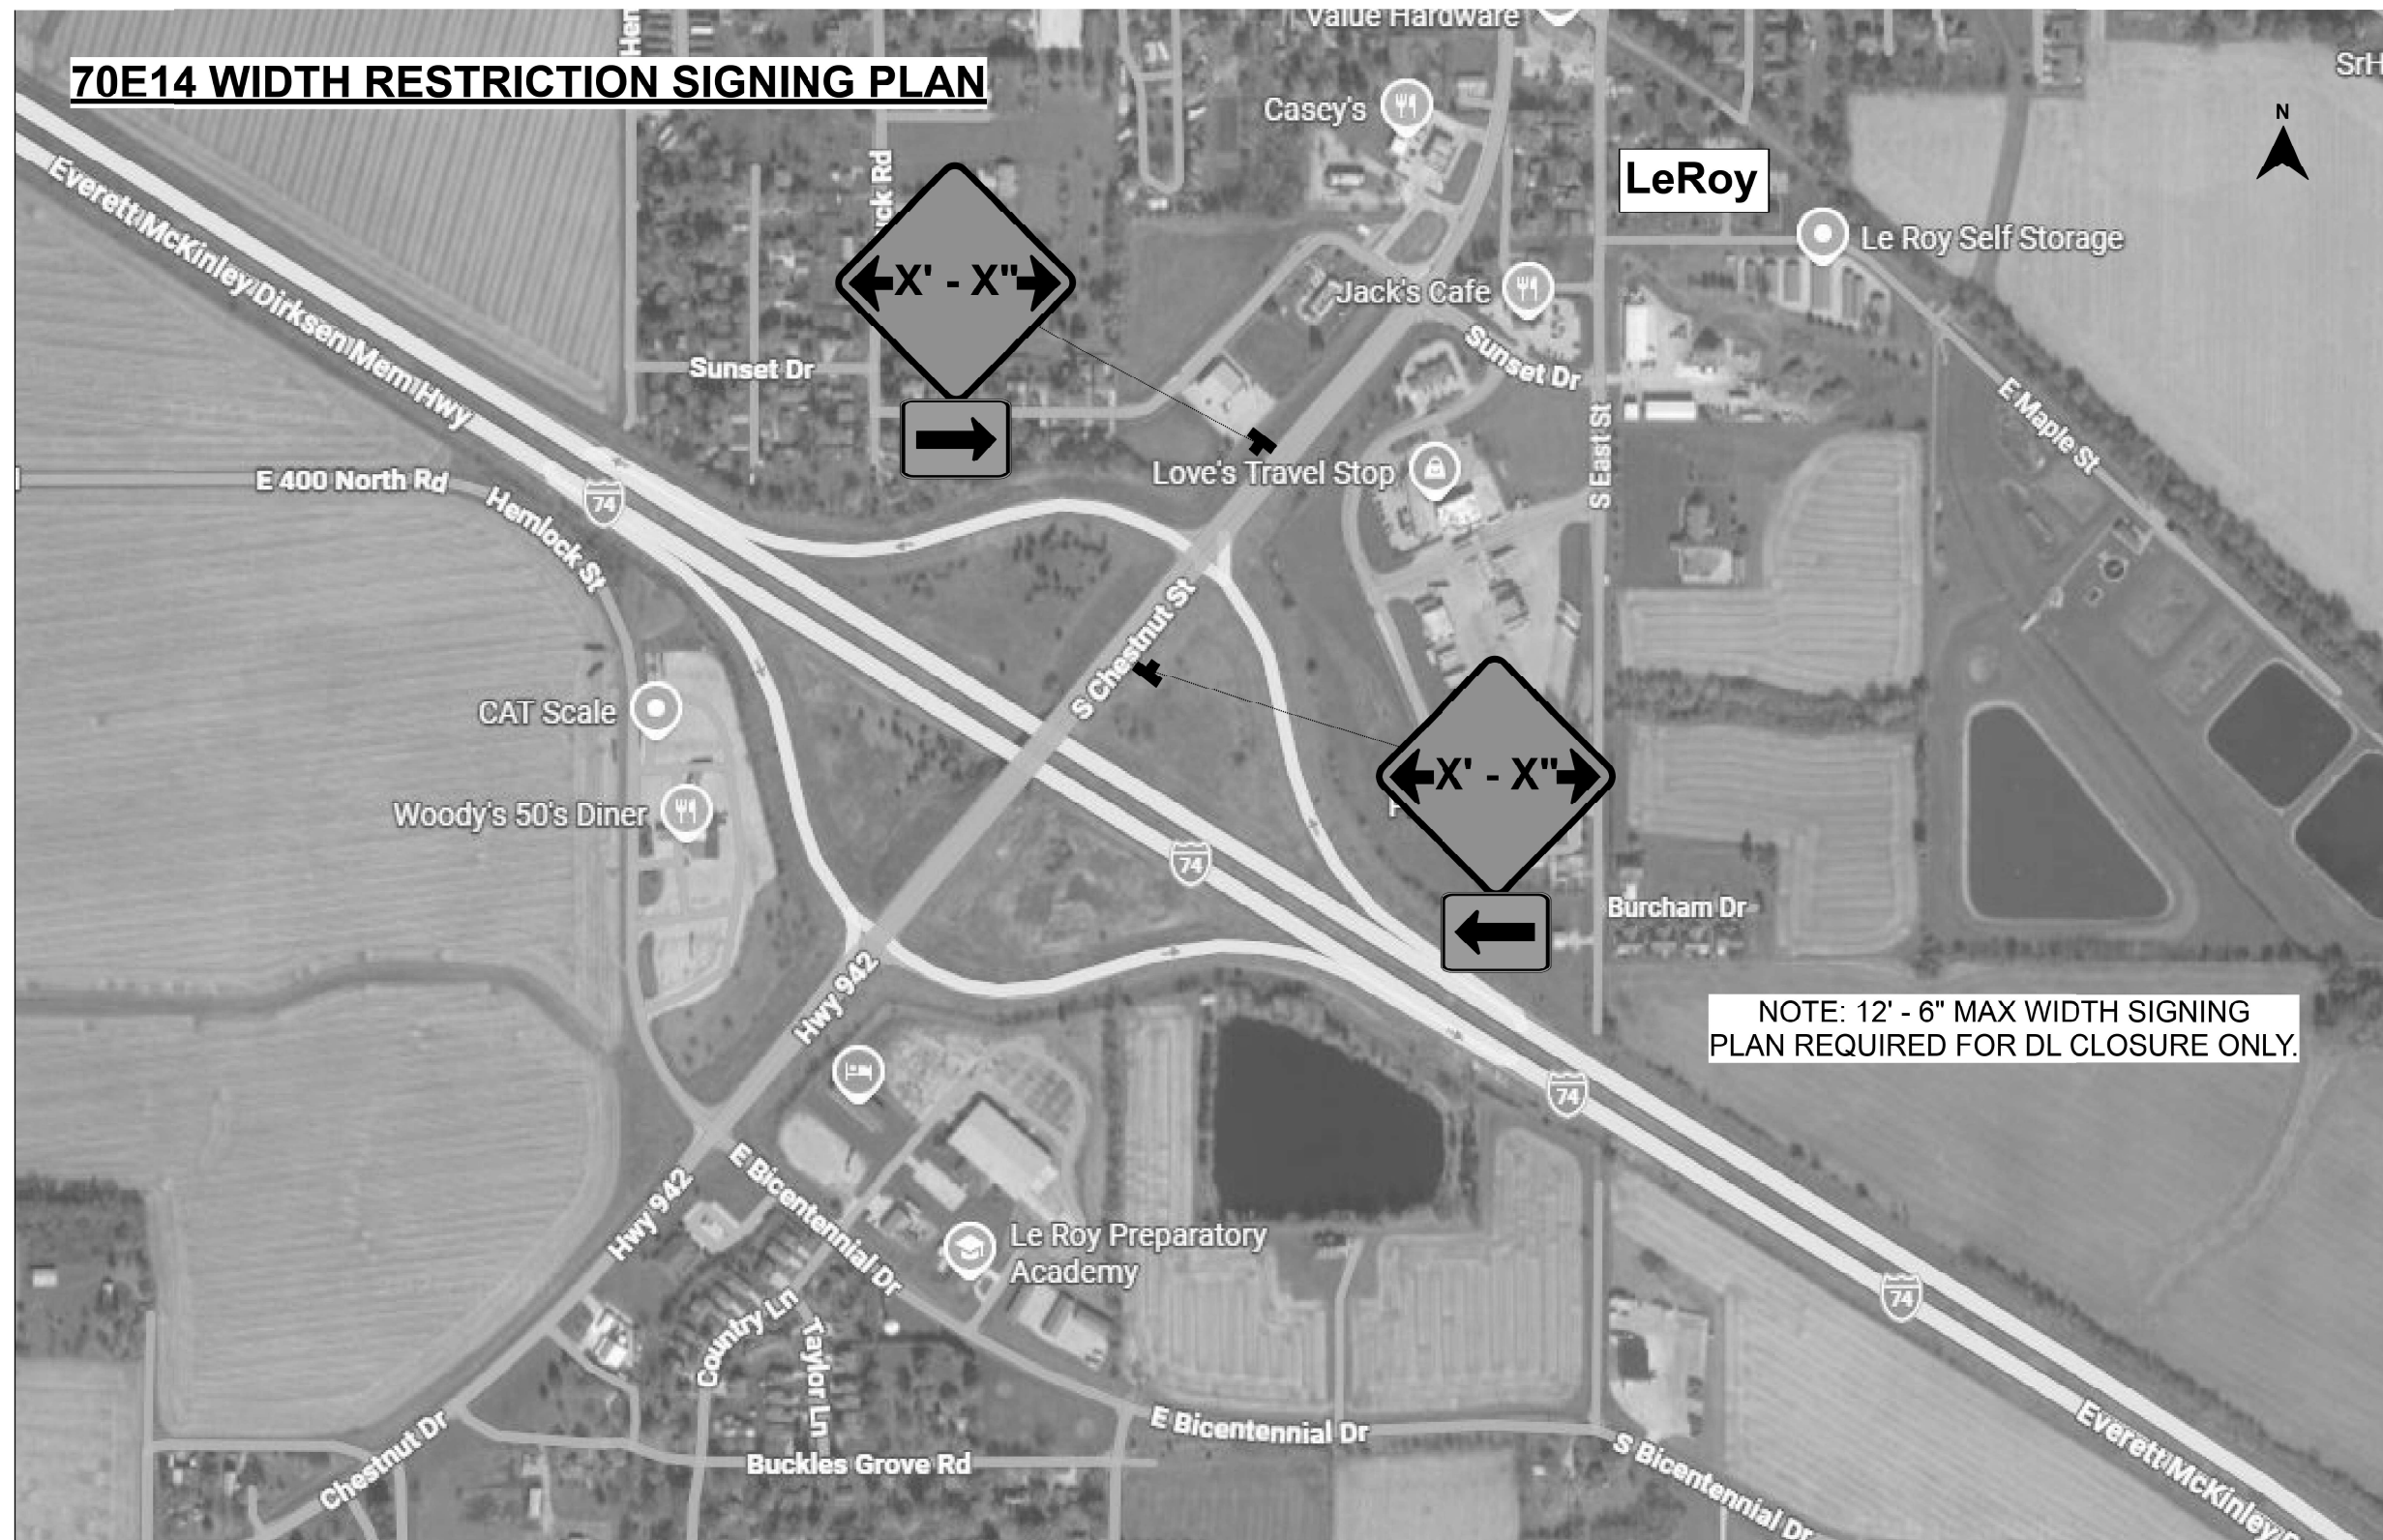 Value Hardware
Hen
70E14 WIDTH RESTRICTION SIGNING PLAN
SrH
Casey's
N
LeRoy
uck Rd
Everett McKinley Dirksen Mem Hwy
Le Roy Self Storage
X' - X"
Jack's Cafe
Sunset Dr
Sunset Dr
E Maple St
S East St
Love's Travel Stop
E 400 North Rd
74
Hemlock St
S Chestnut St
CAT Scale
X' - X"
Woody's 50's Diner
74
Burcham Dr
Hwy 942
NOTE: 12' - 6" MAX WIDTH SIGNING
PLAN REQUIRED FOR DL CLOSURE ONLY.
74
E Bicentennial Dr
Hwy 942
Le Roy Preparatory
Academy
74
Country Ln
Taylor Ln
E Bicentennial Dr
Chestnut Dr
Buckles Grove Rd
S Bicentennial Dr
Everett McKinley